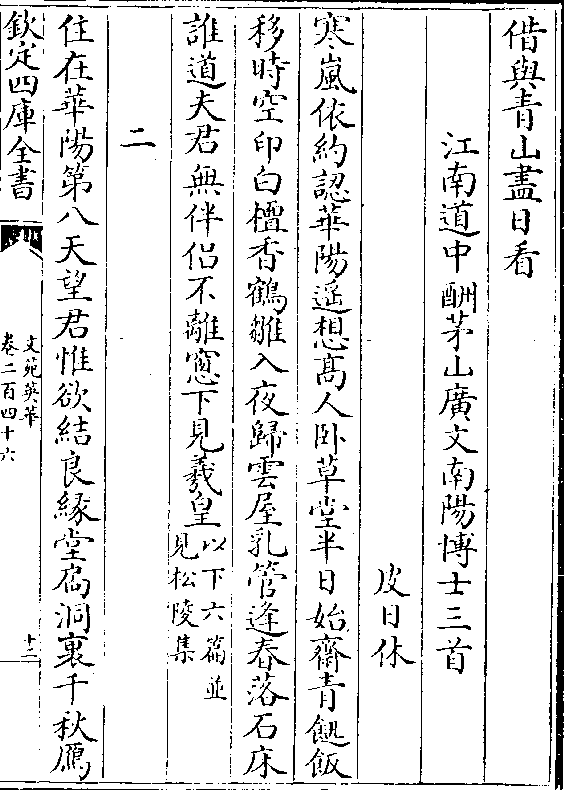 借與青山盡日看
江南道中酬茅山廣文南陽博士三首
皮日休
寒嵐依約認華陽遥想髙人卧草堂半日始齋青䭀飯
移時空印白檀香鶴雛入夜歸雲屋乳管逢春落石床
誰道夫君無伴侣不離窓下見羲皇以下六篇並
見松陵集
二
住在華陽第八天望君惟欲結良縁堂扃洞裏千秋鴈
欽定四庫全書
文苑英華
卷二百四十六
十二